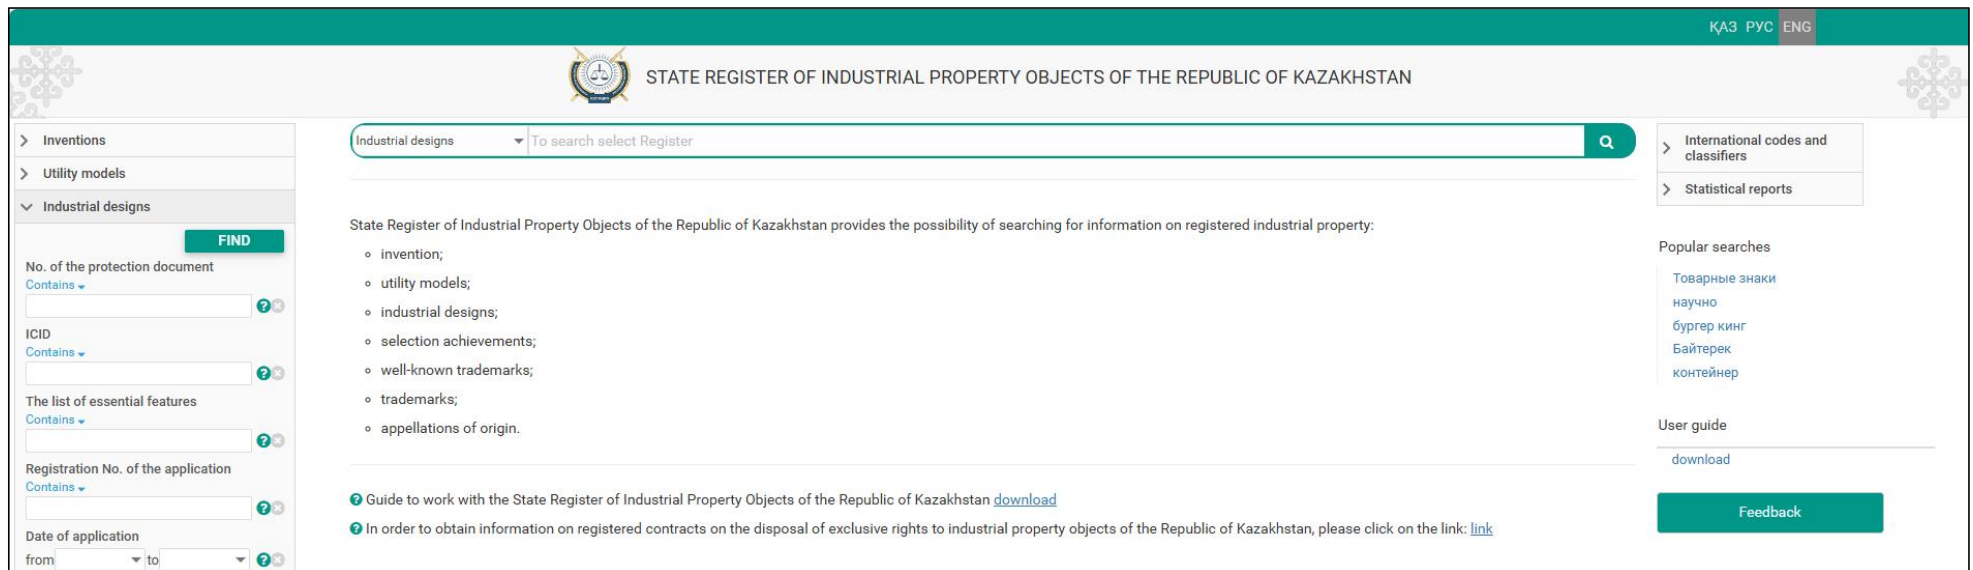 ҚАЗ РУС ENG
STATE REGISTER OF INDUSTRIAL PROPERTY OBJECTS OF THE REPUBLIC OF KAZAKHSTAN
Inventions
Utility models
Industrial designs
FIND
No. of the protection document
Contains
ICID
Contains
The list of essential features
Contains
Registration No. of the application
Contains
Date of application
from to
Industrial designs To search select Register
State Register of Industrial Property Objects of the Republic of Kazakhstan provides the possibility of searching for information on registered industrial property:
invention;
utility models;
industrial designs;
selection achievements;
well-known trademarks;
trademarks;
appellations of origin.
Guide to work with the State Register of Industrial Property Objects of the Republic of Kazakhstan download
In order to obtain information on registered contracts on the disposal of exclusive rights to industrial property objects of the Republic of Kazakhstan, please click on the link: link
International codes and
classifiers
Statistical reports
Popular searches
Товарные знаки
научно
бургер кинг
Байтерек
контейнер
User guide
download
Feedback